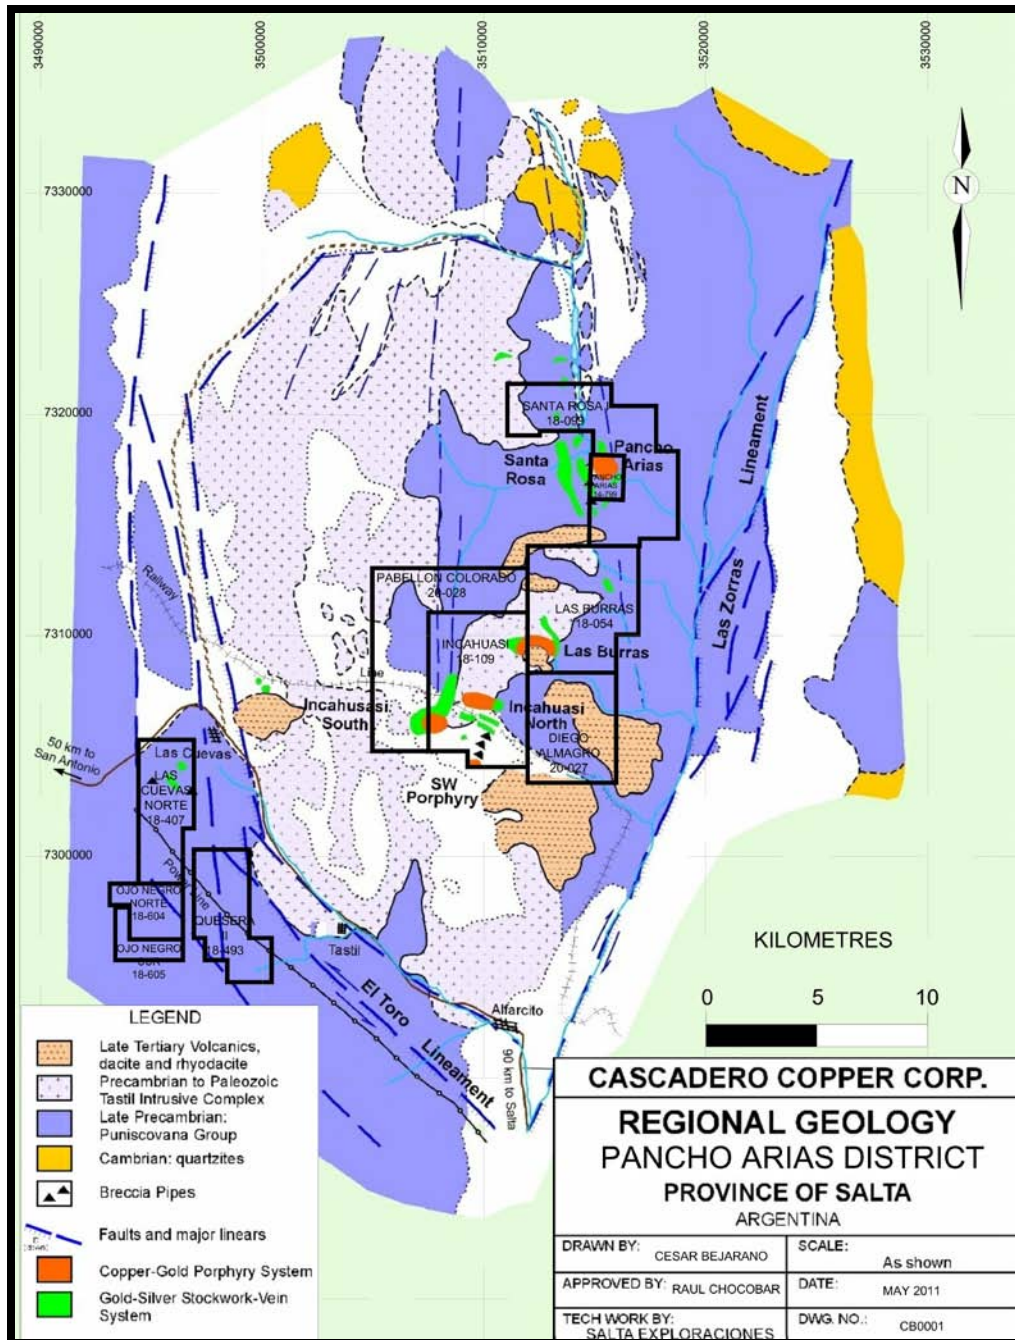 3490000
3500000
3510000
3520000
3530000
7330000
7320000
7310000
7300000
N
SANTA ROSA I
18-099
Santa
Rosa
Pancho
Arias
ARIAS
Lineament
Las Zorras
Railway
Line
PABELLON COLORADO
20-028
LAS BURRAS
18-054
INCAHUASI
18-109
Las Burras
Incahusasi
South
Incahuasi
North
DIEGO
ALMAGRO
20-027
SW
Porphyry
50 km to
San Antonio
Las Cuevas
LAS
CUEVAS
NORTE
18-407
Power Line
OJO NEGRO
NORTE
18-604
QUESERA
II
18-493
OJO NEGRO
SUR
18-605
Tastil
El Toro
Lineament
Alfarcito
90 km to Salta
KILOMETRES
0 5 10
LEGEND
Late Tertiary Volcanics,
dacite and rhyodacite
Precambrian to Paleozoic
Tastil Intrusive Complex
Late Precambrian:
Puniscovana Group
Cambrian: quartzites
Breccia Pipes
Faults and major linears
Copper-Gold Porphyry System
Gold-Silver Stockwork-Vein
System
CASCADERO COPPER CORP.
REGIONAL GEOLOGY
PANCHO ARIAS DISTRICT
PROVINCE OF SALTA
ARGENTINA
DRAWN BY: CESAR BEJARANO
SCALE: As shown
APPROVED BY: RAUL CHOCOBAR
DATE: MAY 2011
TECH WORK BY:
SALTA EXPLORACIONES
DWG. NO.: CB0001